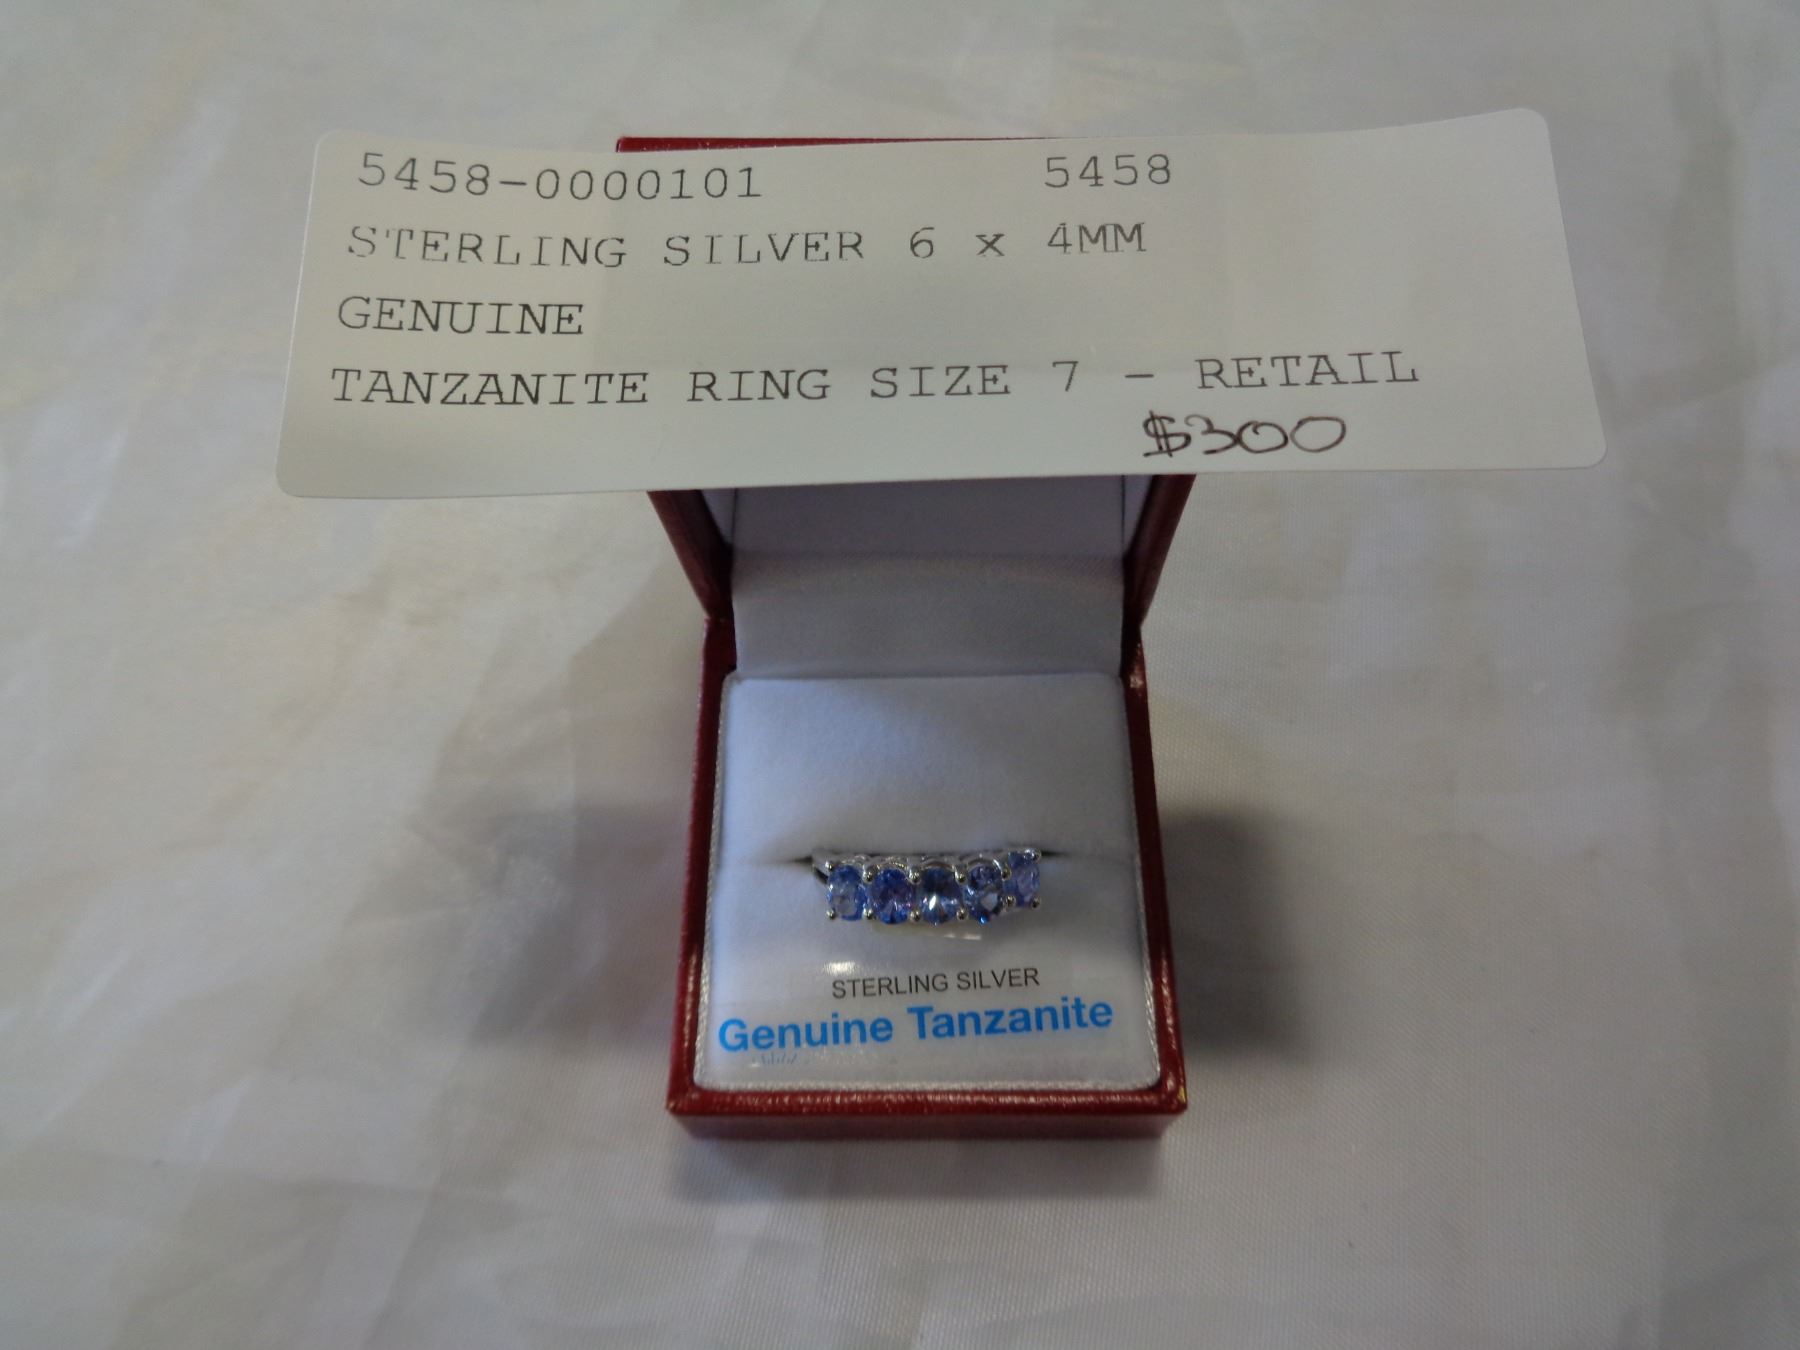 5458-0000101 5458
STERLING SILVER 6 x 4MM
GENUINE
TANZANITE RING SIZE 7 - RETAIL
$300
STERLING SILVER
Genuine Tanzanite